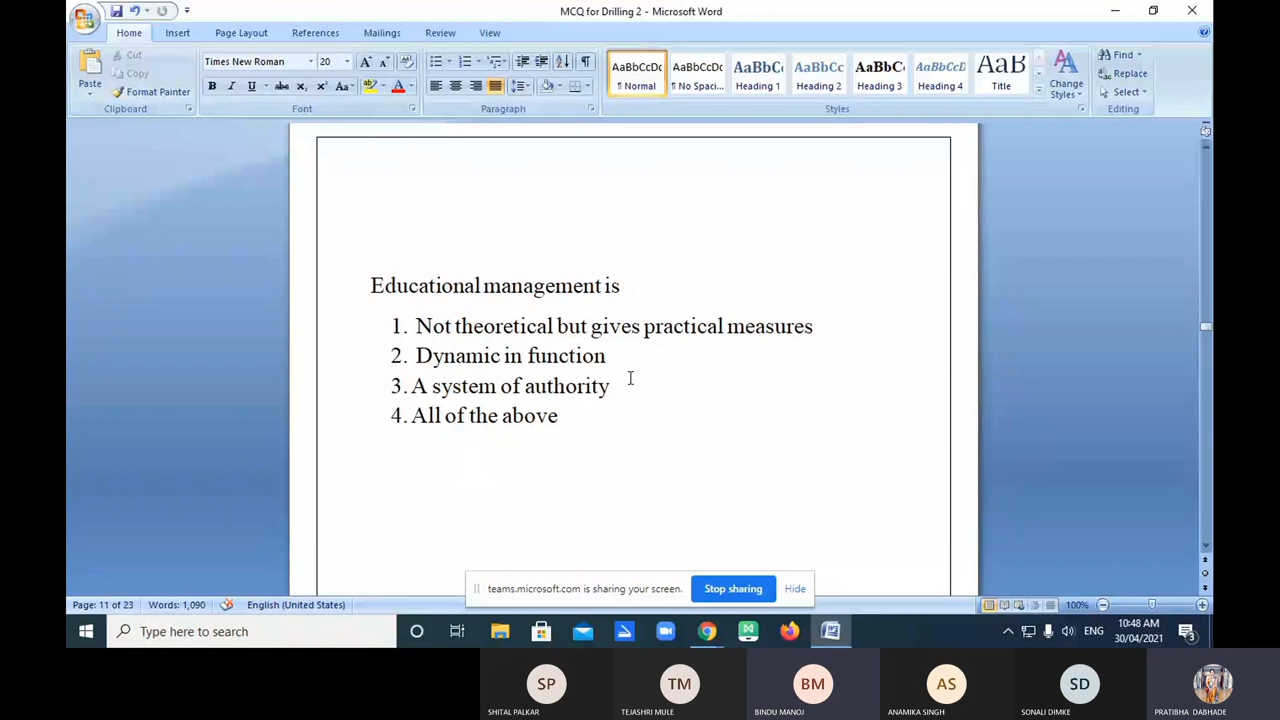 MCQ for Drilling 2 - Microsoft Word
Home Insert Page Layout References Mailings Review View
Cut
Copy
Format Painter
Paste
Clipboard
Times New Roman 20
B I U abc x₂ x² Aa A
Font
Paragraph
AaBbCcDc AaBbCcDc AaBbC AaBbCc AaBbCc AaBbCcD AaB
¶ Normal ¶ No Spaci... Heading 1 Heading 2 Heading 3 Heading 4 Title
Change Styles
Styles
Find
Replace
Select
Editing
Educational management is
1. Not theoretical but gives practical measures
2. Dynamic in function
3. A system of authority
4. All of the above
teams.microsoft.com is sharing your screen. Stop sharing Hide
Page: 11 of 23 Words: 1,090 English (United States) 100%
Type here to search
ENG
10:48 AM
30/04/2021
3
SP TM BM AS SD
SHITAL PALKAR TEJASHRI MULE BINDU MANOJ ANAMIKA SINGH SONALI DIMKE PRATIBHA DABHADE